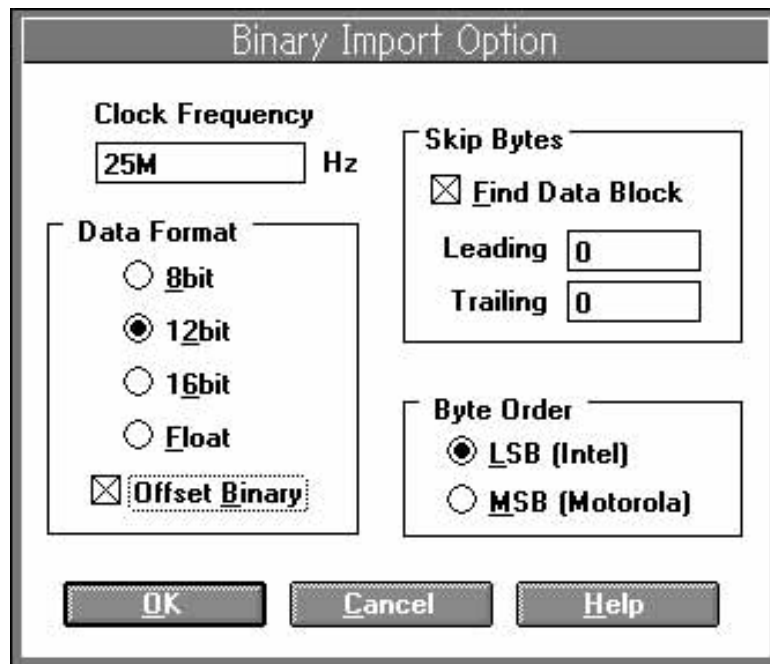 Binary Import Option
Clock Frequency
25M Hz
Data Format
8bit
12bit
16bit
Float
Offset Binary
Skip Bytes
Find Data Block
Leading 0
Trailing 0
Byte Order
LSB (Intel)
MSB (Motorola)
OK Cancel Help